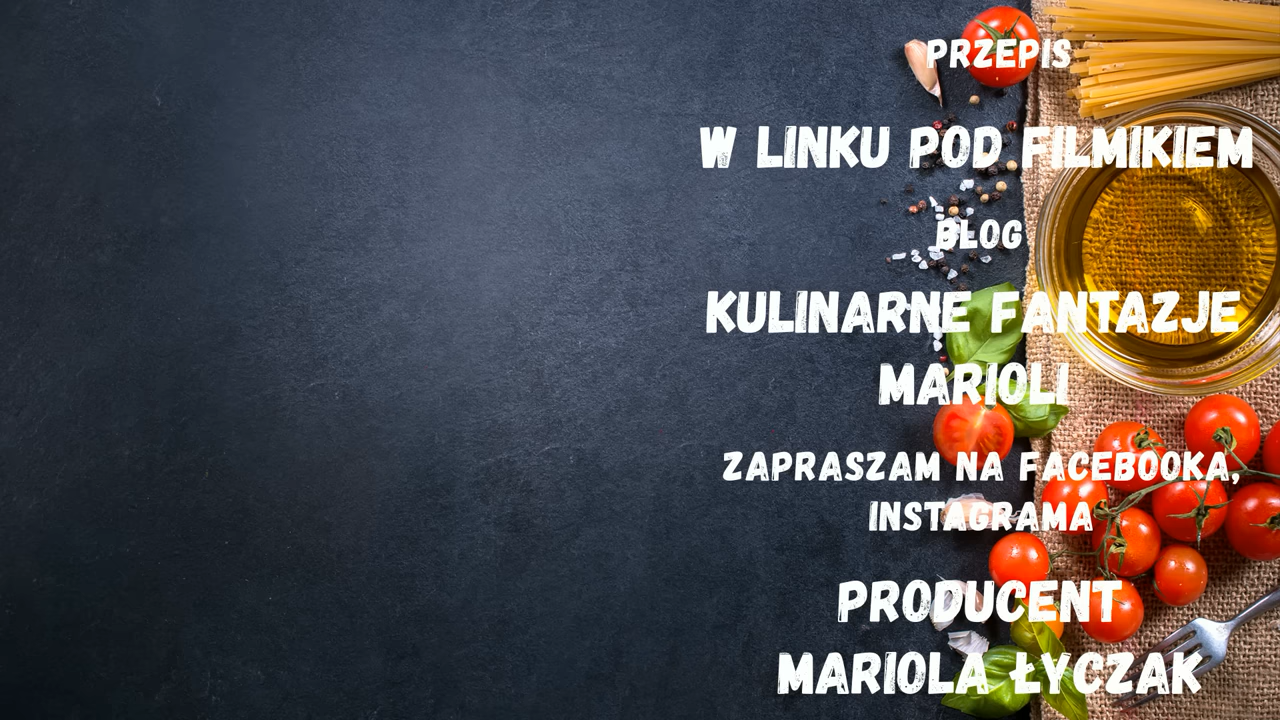 PRZEPIS
W LINKU POD FILMIKIEM
BLOG
KULINARNE FANTAZJE
MARIOLI
ZAPRASZAM NA FACEBOOKA,
INSTAGRAMA
PRODUCENT
MARIOLA ŁYCZAK